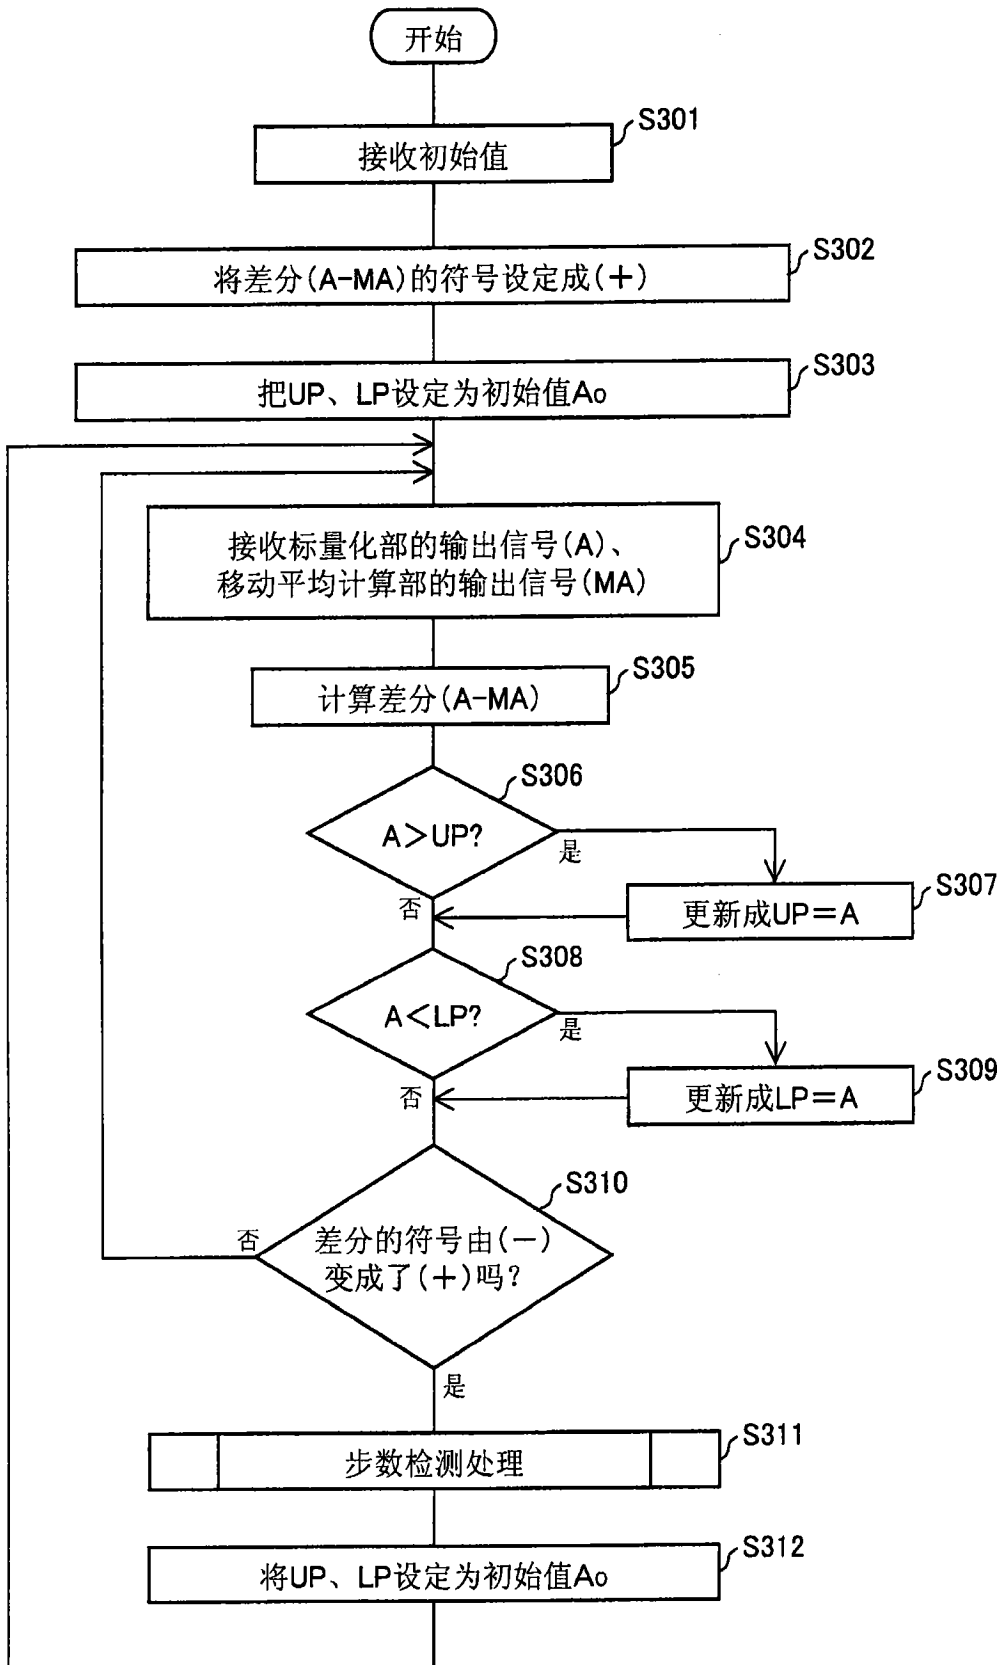 开始
S301
接收初始值
S302
将差分(A-MA)的符号设定成(+)
S303
把UP、LP设定为初始值A0
S304
接收标量化部的输出信号(A)、
移动平均计算部的输出信号(MA)
S305
计算差分(A-MA)
S306
A>UP?
是
否
S307
更新成UP=A
S308
A<LP?
是
否
S309
更新成LP=A
S310
差分的符号由(-)
变成了(+)吗?
否
是
S311
步数检测处理
S312
将UP、LP设定为初始值A0